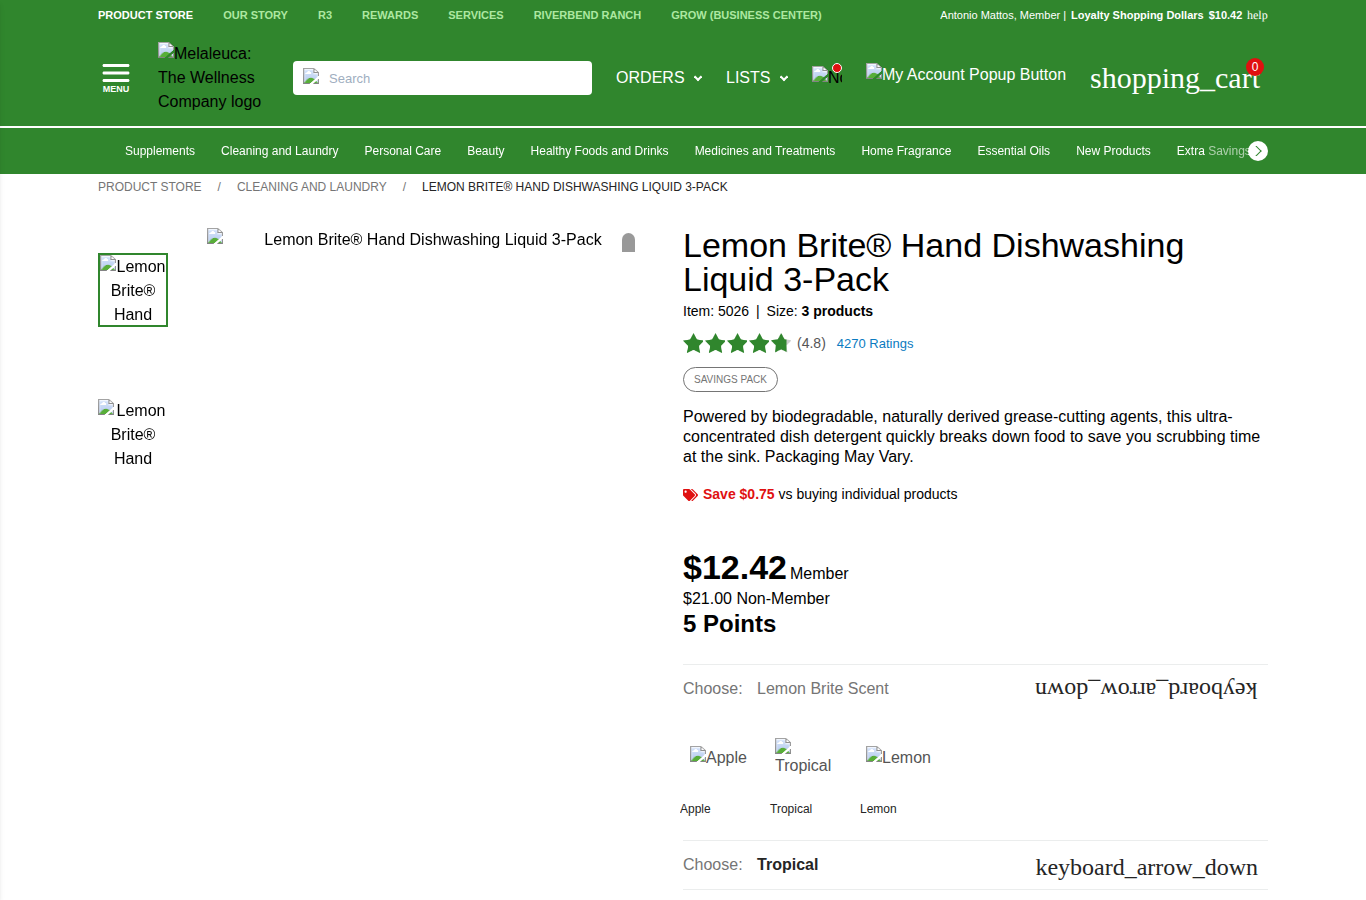 PRODUCT STORE OUR STORY R3 REWARDS SERVICES RIVERBEND RANCH GROW (BUSINESS CENTER) Antonio Mattos, Member | Loyalty Shopping Dollars $10.42 help
MENU
Melaleuca:
The Wellness
Company logo
Search
ORDERS LISTS My Account Popup Button shopping_cart 0
Supplements Cleaning and Laundry Personal Care Beauty Healthy Foods and Drinks Medicines and Treatments Home Fragrance Essential Oils New Products Extra Savings
PRODUCT STORE / CLEANING AND LAUNDRY / LEMON BRITE® HAND DISHWASHING LIQUID 3-PACK
Lemon
Brite®
Hand
Lemon
Brite®
Hand
Lemon Brite® Hand Dishwashing Liquid 3-Pack
Lemon Brite® Hand Dishwashing
Liquid 3-Pack
Item: 5026 | Size: 3 products
(4.8) 4270 Ratings
SAVINGS PACK
Powered by biodegradable, naturally derived grease-cutting agents, this ultra-
concentrated dish detergent quickly breaks down food to save you scrubbing time
at the sink. Packaging May Vary.
Save $0.75 vs buying individual products
$12.42 Member
$21.00 Non-Member
5 Points
Choose: Lemon Brite Scent keyboard_arrow_down
Apple Tropical Lemon
Apple Tropical Lemon
Choose: Tropical keyboard_arrow_down